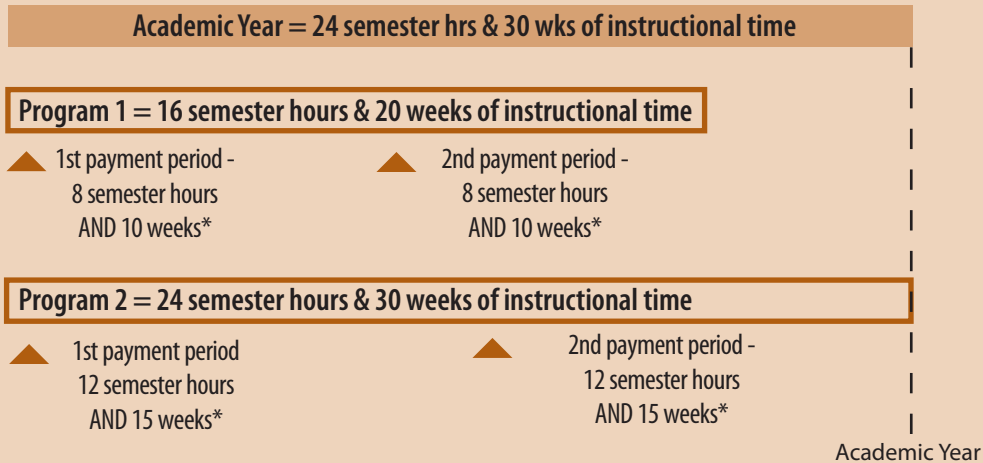 Academic Year = 24 semester hrs & 30 wks of instructional time
Program 1 = 16 semester hours & 20 weeks of instructional time
1st payment period -
8 semester hours
AND 10 weeks*
2nd payment period -
8 semester hours
AND 10 weeks*
Program 2 = 24 semester hours & 30 weeks of instructional time
1st payment period
12 semester hours
AND 15 weeks*
2nd payment period -
12 semester hours
AND 15 weeks*
Academic Year